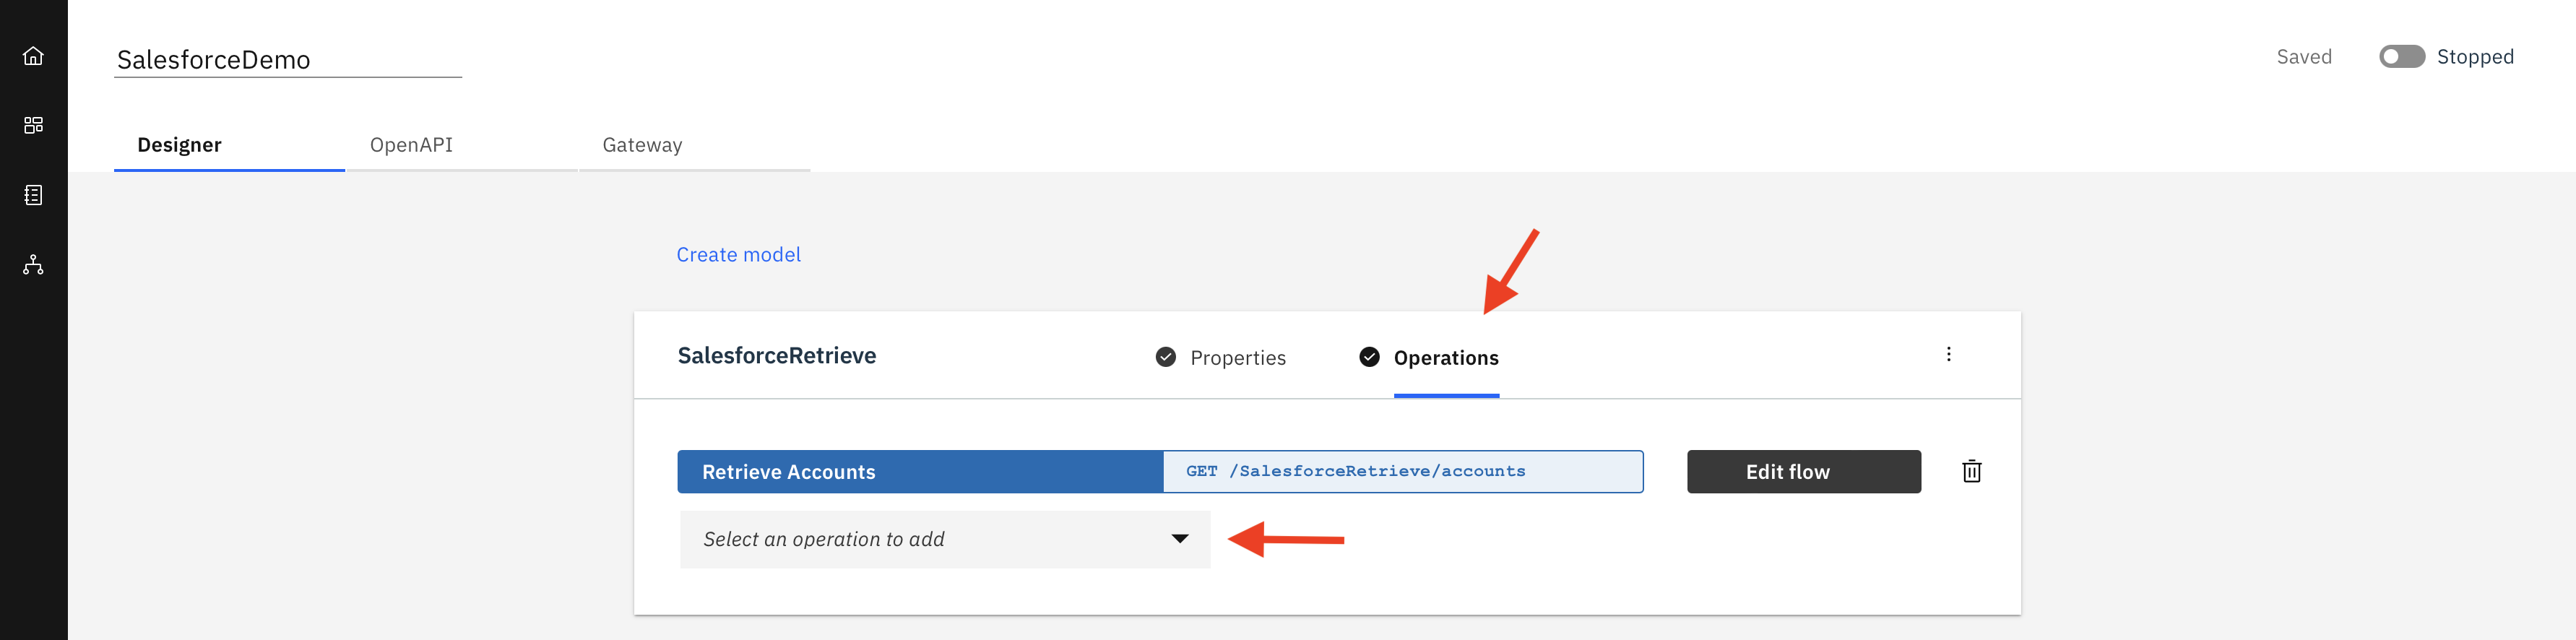 SalesforceDemo
Saved
Stopped
Designer
OpenAPI
Gateway
Create model
SalesforceRetrieve
Properties
Operations
Retrieve Accounts
GET /SalesforceRetrieve/accounts
Edit flow
Select an operation to add